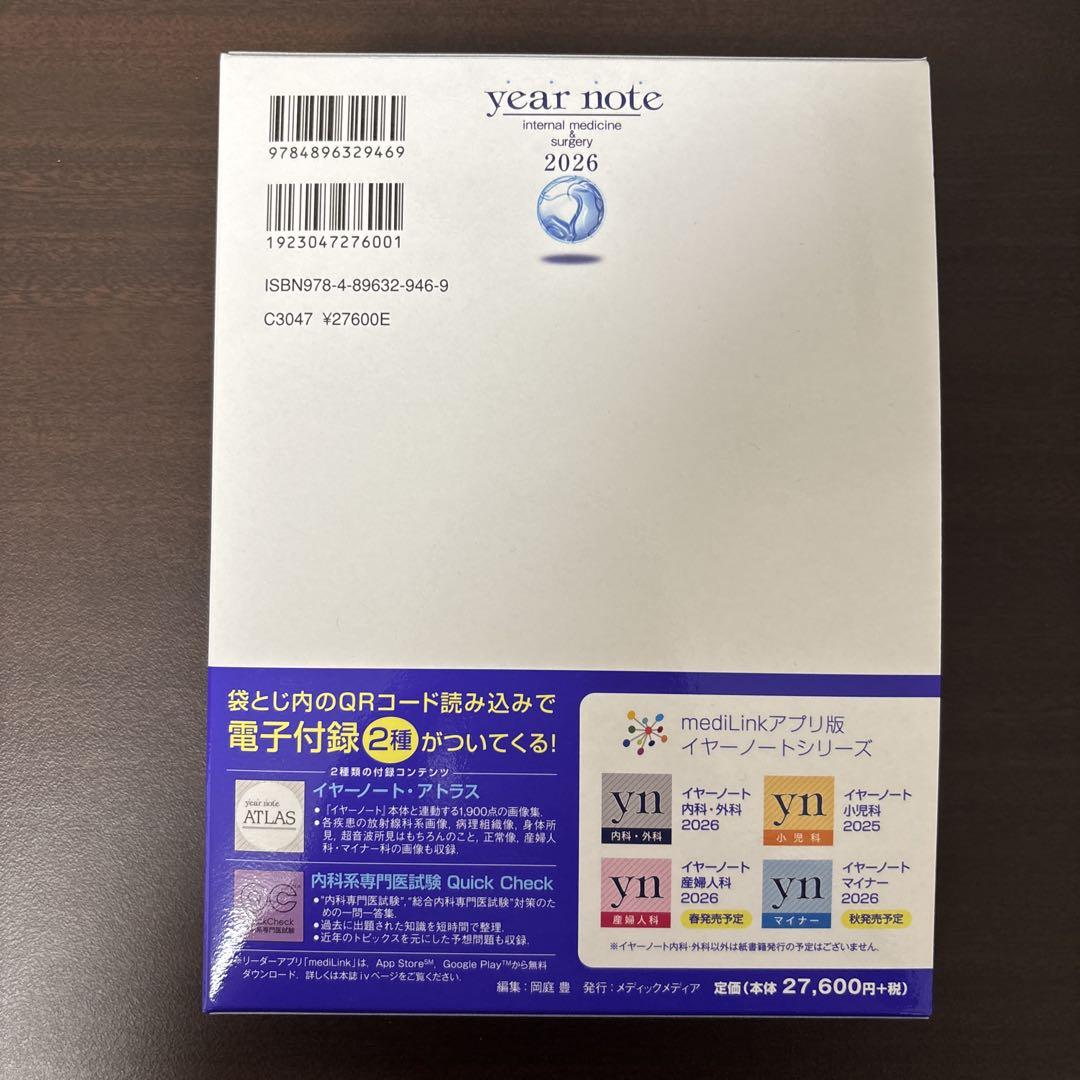 year note
internal medicine
&
surgery
2026
9784896329469
1923047276001
ISBN978-4-89632-946-9
C3047 ¥27600E
袋とじ内のQRコード読み込みで
電子付録2種がついてくる!
2種類の付録コンテンツ
year note
ATLAS
イヤーノート・アトラス
•「イヤーノート」本体と連動する1,900点の画像集.
•各疾患の放射線科系画像, 病理組織像, 身体所
見, 超音波所見はもちろんのこと, 正常像, 産婦人
科・マイナー科の画像も収録.
内科系専門医試験 Quick Check
•"内科専門医試験", "総合内科専門医試験"対策のた
めの一問一答集.
•過去に出題された知識を短時間で整理.
•近年のトピックスを元にした予想問題も収録.
※リーダーアプリ「mediLink」は, App Store℠, Google Play™から無料
ダウンロード. 詳しくは本誌ivページをご覧ください.
mediLinkアプリ版
イヤーノートシリーズ
yn
内科・外科
イヤーノート
内科・外科
2026
yn
小児科
イヤーノート
小児科
2025
yn
産婦人科
イヤーノート
産婦人科
2026
春発売予定
yn
マイナー
イヤーノート
マイナー
2026
秋発売予定
※イヤーノート内科・外科以外は紙書籍発行の予定はございません.
編集:岡庭 豊 発行:メディックメディア 定価(本体 27,600円+税)